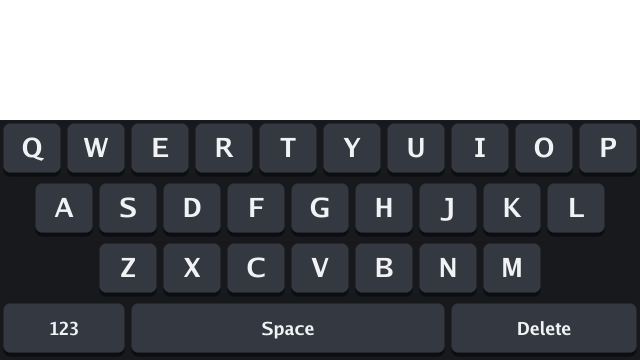 Q W E R T Y U I O P
A S D F G H J K L
Z X C V B N M
123 Space Delete